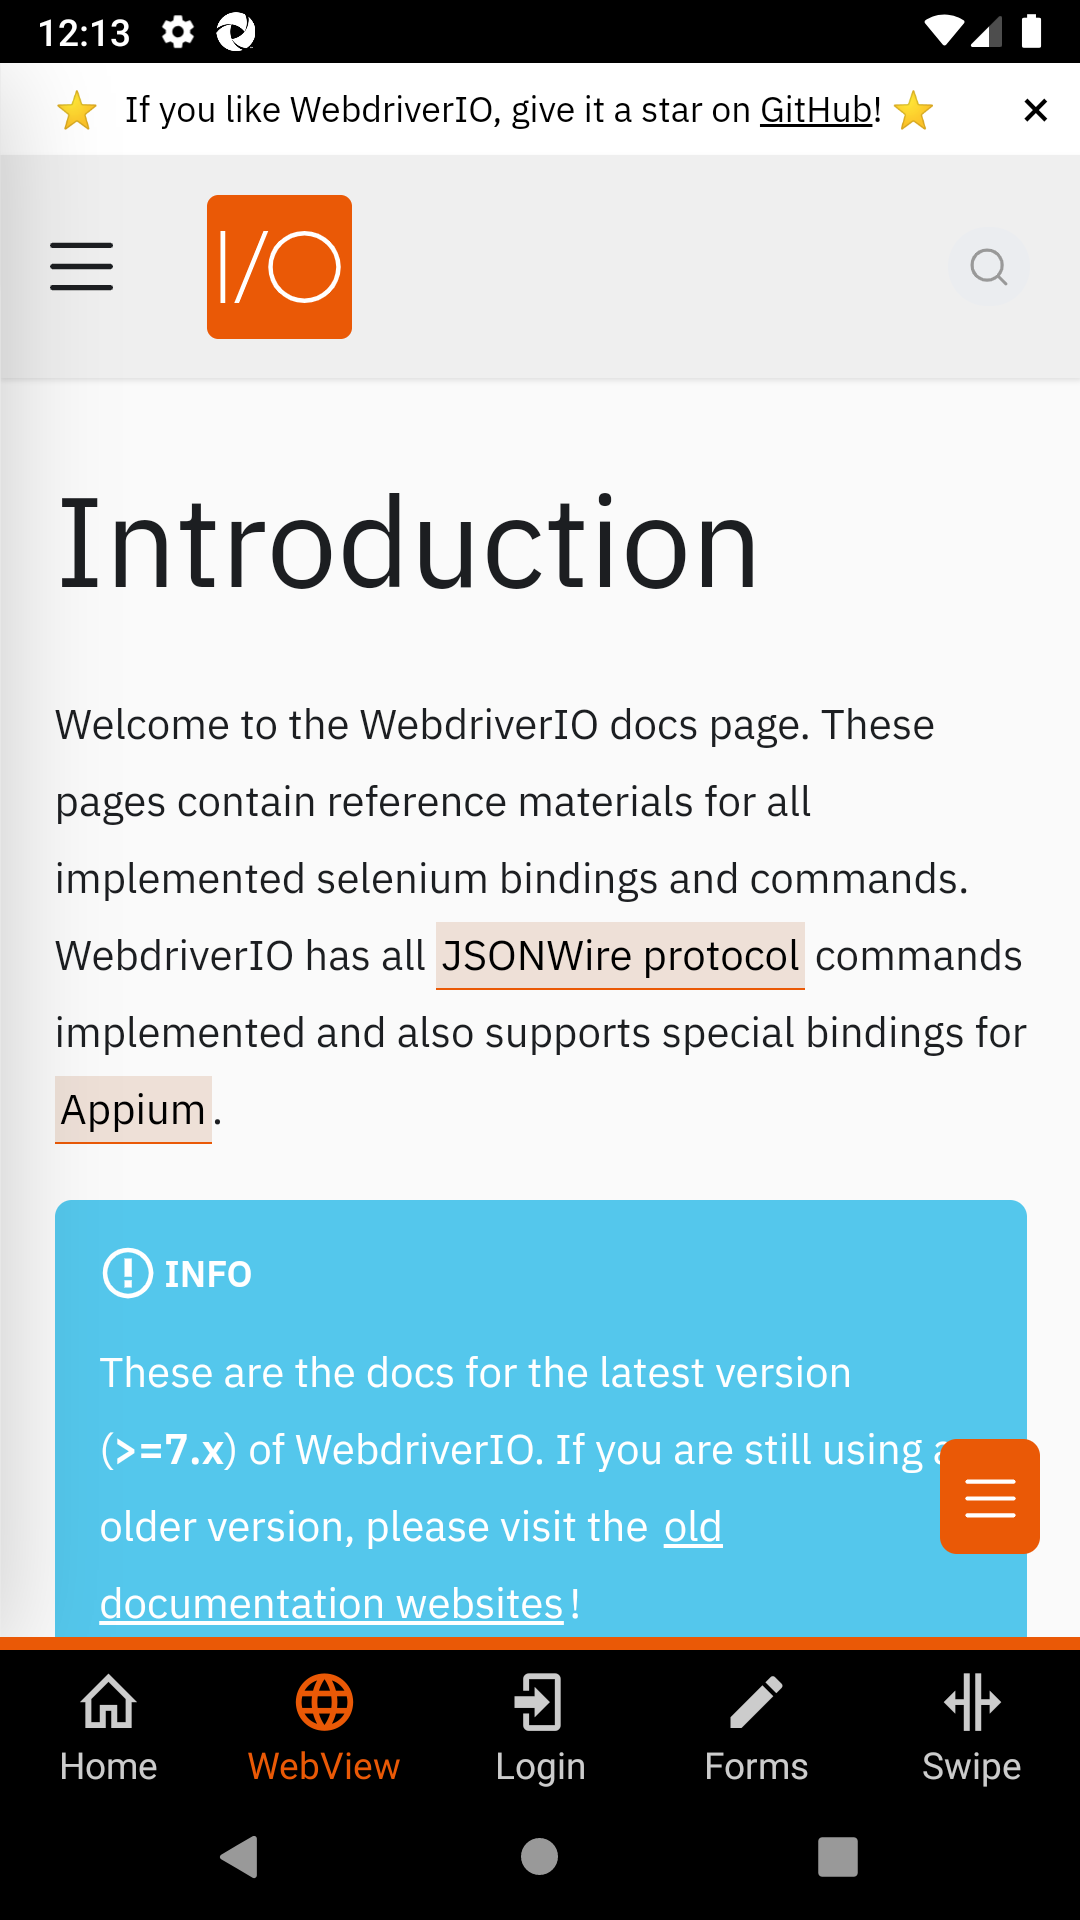 12:13
If you like WebdriverIO, give it a star on GitHub!
I/O
Introduction
Welcome to the WebdriverIO docs page. These
pages contain reference materials for all
implemented selenium bindings and commands.
WebdriverIO has all JSONWire protocol commands
implemented and also supports special bindings for
Appium.
INFO
These are the docs for the latest version
(>=7.x) of WebdriverIO. If you are still using
older version, please visit the old
documentation websites!
Home
WebView
Login
Forms
Swipe